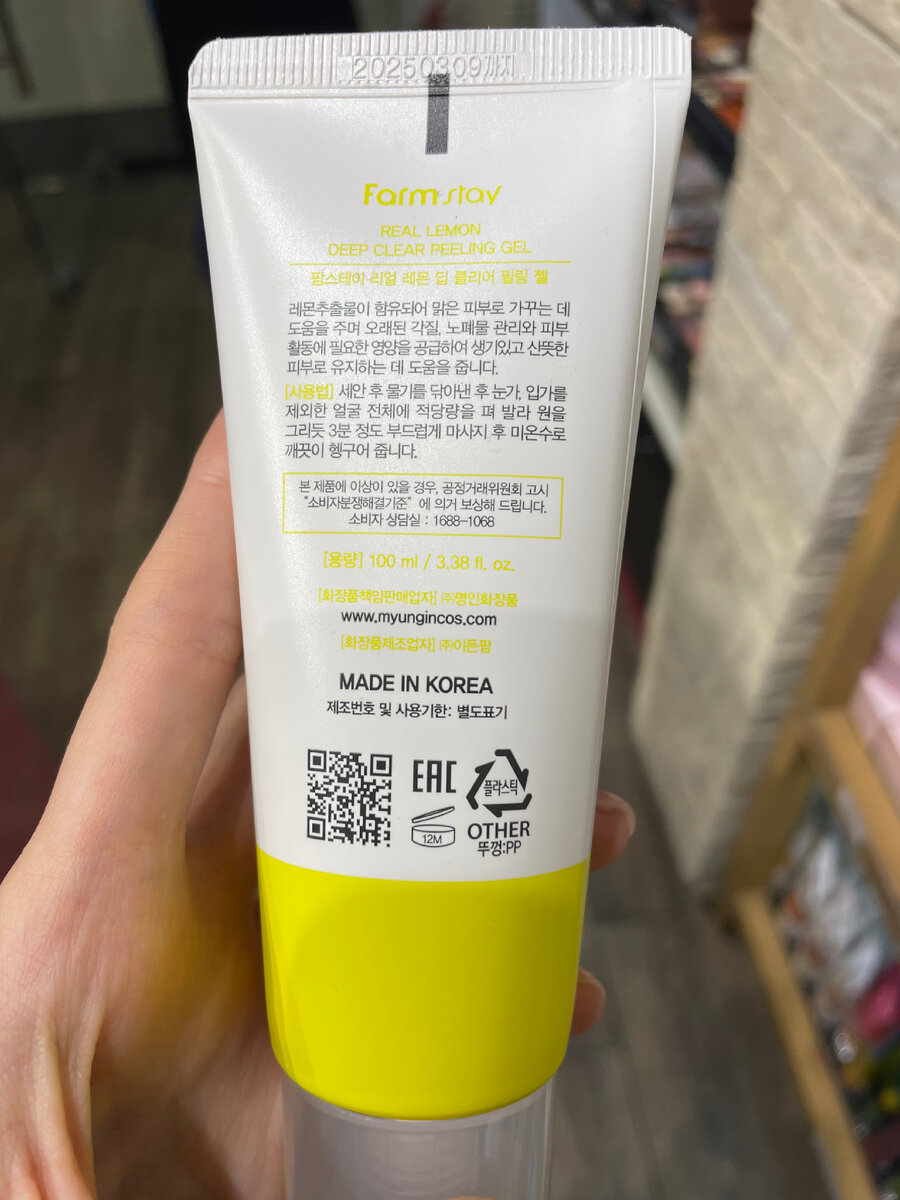 20250309까지
Farmstay
REAL LEMON
DEEP CLEAR PEELING GEL
팜스테이 리얼 레몬 딥 클리어 필링 젤
레몬추출물이 함유되어 맑은 피부로 가꾸는 데
도움을 주며 오래된 각질, 노폐물 관리와 피부
활동에 필요한 영양을 공급하여 생기있고 산뜻한
피부로 유지하는 데 도움을 줍니다.
[사용법] 세안 후 물기를 닦아낸 후 눈가, 입가를
제외한 얼굴 전체에 적당량을 펴 발라 원을
그리듯 3분 정도 부드럽게 마사지 후 미온수로
깨끗이 헹구어 줍니다.
본 제품에 이상이 있을 경우, 공정거래위원회 고시
"소비자분쟁해결기준" 에 의거 보상해 드립니다.
소비자 상담실 : 1688-1068
[용량] 100 ml / 3.38 fl. oz.
[화장품책임판매업자] ㈜명인화장품
www.myungincos.com
[화장품제조업자] ㈜이든팜
MADE IN KOREA
제조번호 및 사용기한: 별도표기
EAC
플라스틱
12M
OTHER
뚜껑:PP